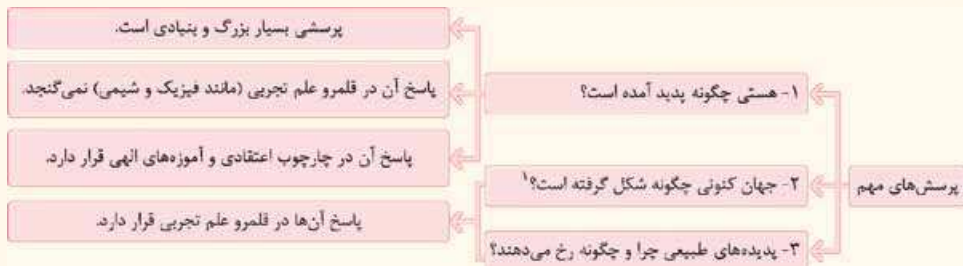 پرسش‌های مهم
۱- هستی چگونه پدید آمده است؟
پرسشی بسیار بزرگ و بنیادی است.
پاسخ آن در قلمرو علم تجربی (مانند فیزیک و شیمی) نمی‌گنجد.
پاسخ آن در چارچوب اعتقادی و آموزه‌های الهی قرار دارد.
۲- جهان کنونی چگونه شکل گرفته است؟۱
۳- پدیده‌های طبیعی چرا و چگونه رخ می‌دهند؟
پاسخ آن‌ها در قلمرو علم تجربی قرار دارد.